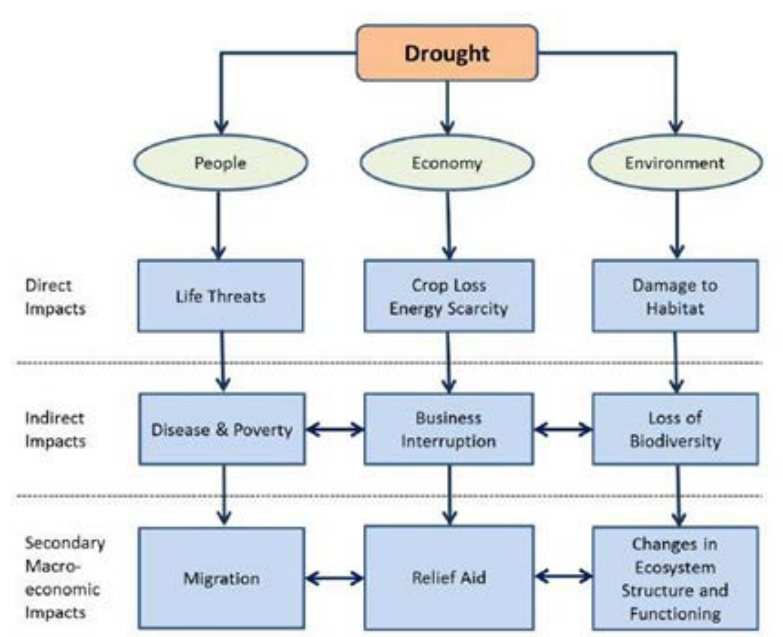 Drought
People
Economy
Environment
Direct
Impacts
Life Threats
Crop Loss
Energy Scarcity
Damage to
Habitat
Indirect
Impacts
Disease & Poverty
Business
Interruption
Loss of
Biodiversity
Secondary
Macro-
economic
Impacts
Migration
Relief Aid
Changes in
Ecosystem
Structure and
Functioning